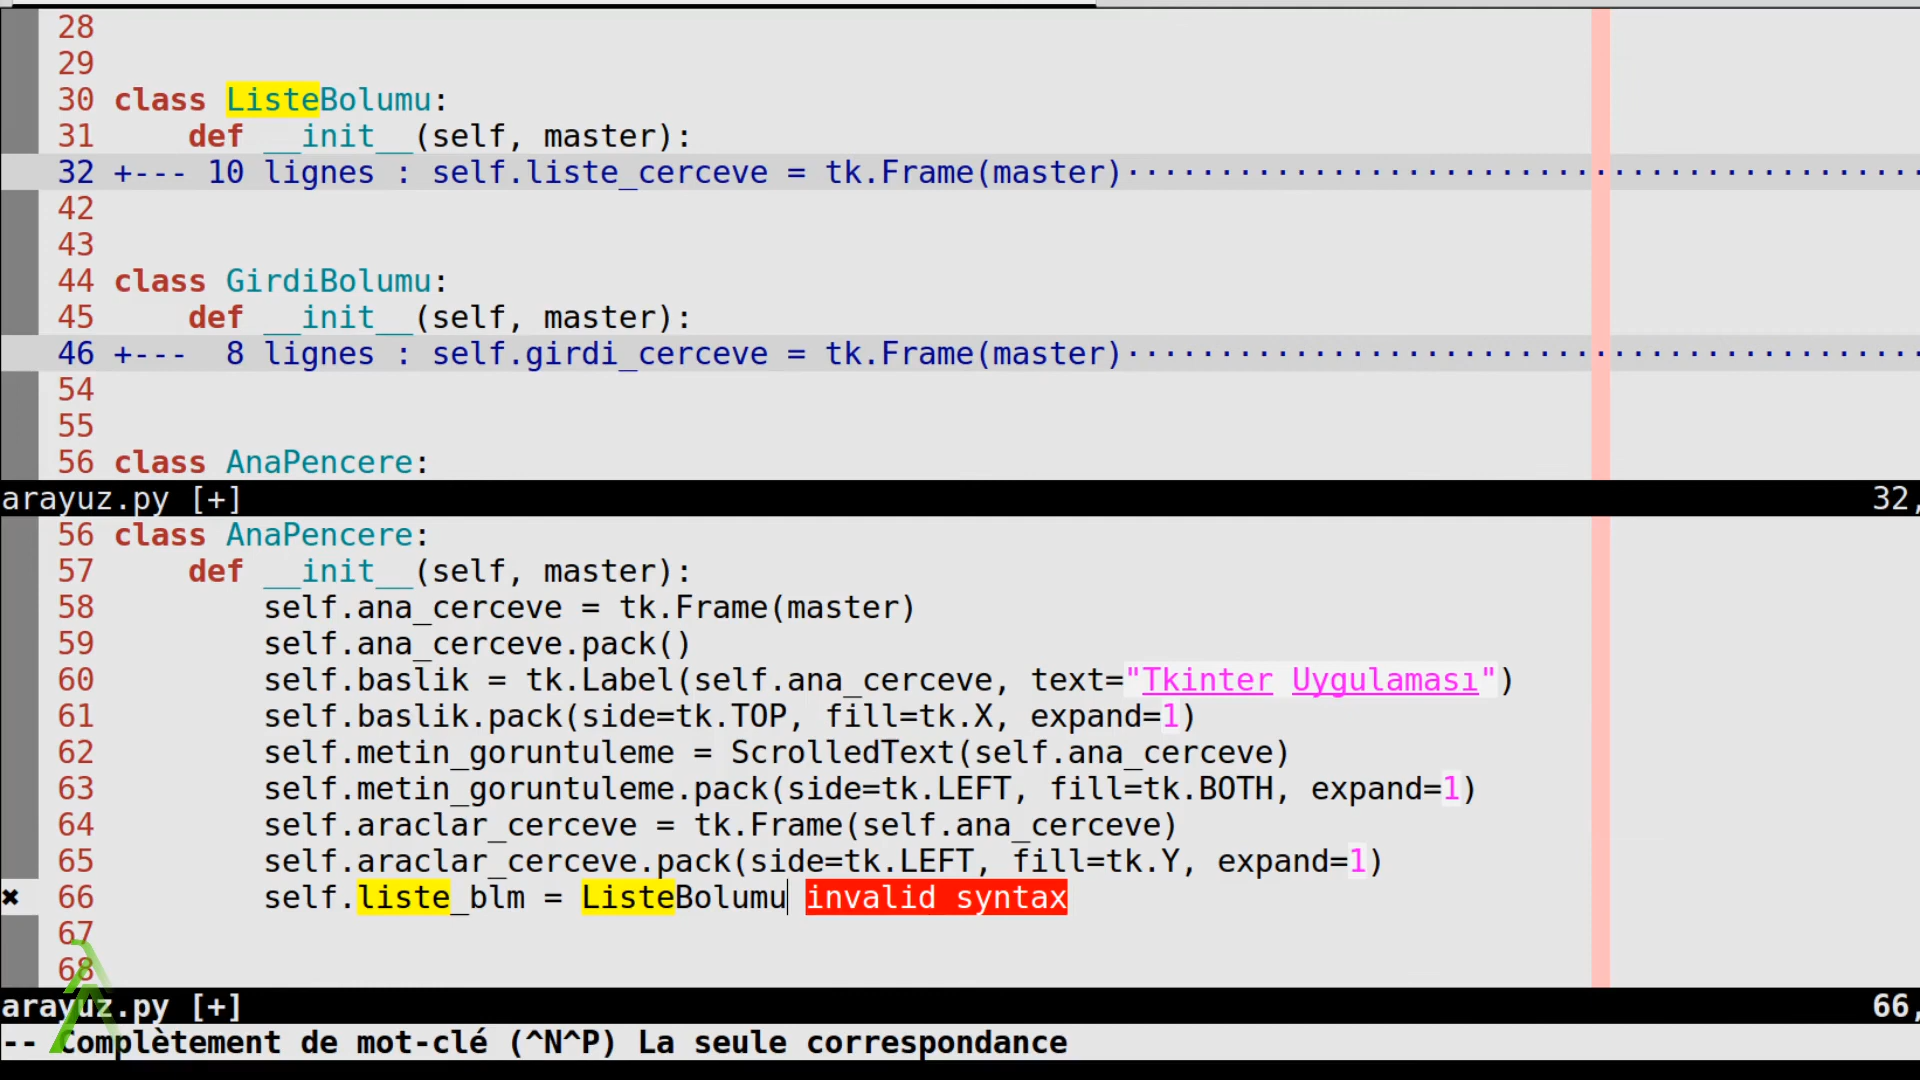 28
29
30 class ListeBolumu:
31     def __init__(self, master):
32 +--- 10 lignes : self.liste_cerceve = tk.Frame(master)··········································
42
43
44 class GirdiBolumu:
45     def __init__(self, master):
46 +---  8 lignes : self.girdi_cerceve = tk.Frame(master)··········································
54
55
56 class AnaPencere:
arayuz.py [+] 32,
56 class AnaPencere:
57     def __init__(self, master):
58         self.ana_cerceve = tk.Frame(master)
59         self.ana_cerceve.pack()
60         self.baslik = tk.Label(self.ana_cerceve, text="Tkinter Uygulaması")
61         self.baslik.pack(side=tk.TOP, fill=tk.X, expand=1)
62         self.metin_goruntuleme = ScrolledText(self.ana_cerceve)
63         self.metin_goruntuleme.pack(side=tk.LEFT, fill=tk.BOTH, expand=1)
64         self.araclar_cerceve = tk.Frame(self.ana_cerceve)
65         self.araclar_cerceve.pack(side=tk.LEFT, fill=tk.Y, expand=1)
✖ 66         self.liste_blm = ListeBolumu invalid syntax
67
68
arayuz.py [+] 66,
-- Complètement de mot-clé (^N^P) La seule correspondance